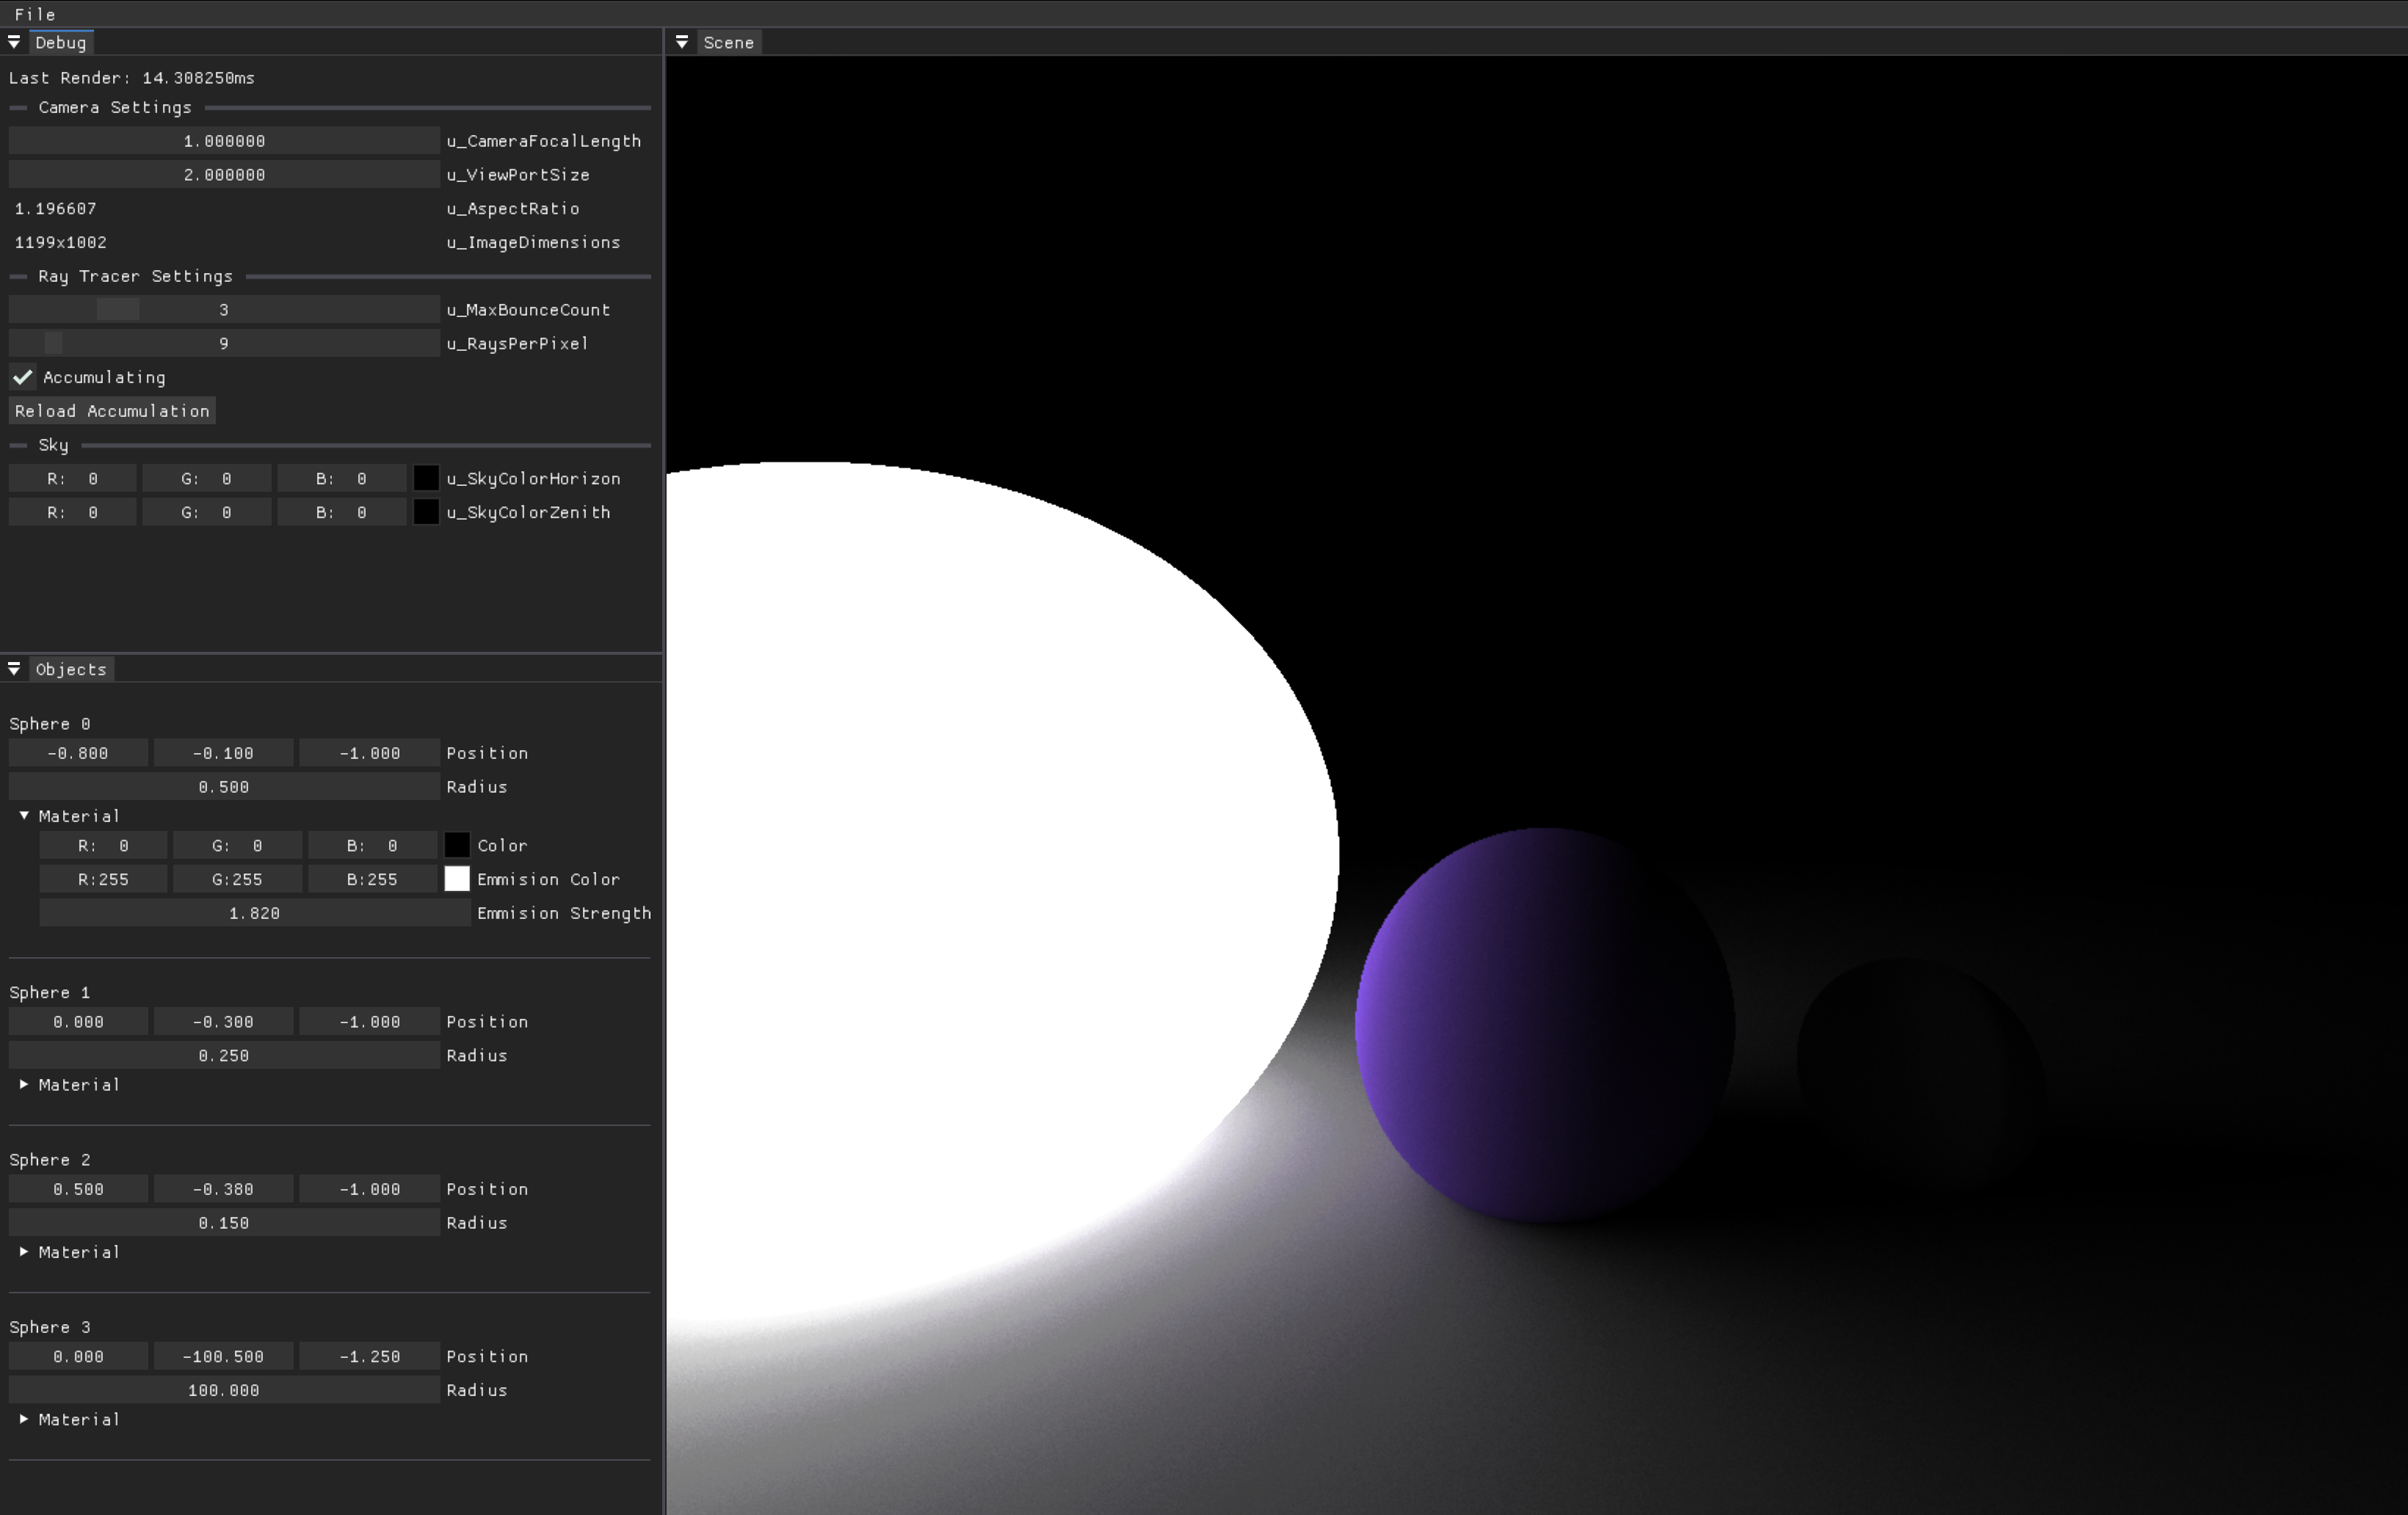 File
Debug
Last Render: 14.308250ms
Camera Settings
1.000000 u_CameraFocalLength
2.000000 u_ViewPortSize
1.196607 u_AspectRatio
1199x1002 u_ImageDimensions
Ray Tracer Settings
3 u_MaxBounceCount
9 u_RaysPerPixel
Accumulating
Reload Accumulation
Sky
R: 0 G: 0 B: 0 u_SkyColorHorizon
R: 0 G: 0 B: 0 u_SkyColorZenith
Objects
Sphere 0
-0.800 -0.100 -1.000 Position
0.500 Radius
Material
R: 0 G: 0 B: 0 Color
R:255 G:255 B:255 Emmision Color
1.820 Emmision Strength
Sphere 1
0.000 -0.300 -1.000 Position
0.250 Radius
Material
Sphere 2
0.500 -0.380 -1.000 Position
0.150 Radius
Material
Sphere 3
0.000 -100.500 -1.250 Position
100.000 Radius
Material
Scene